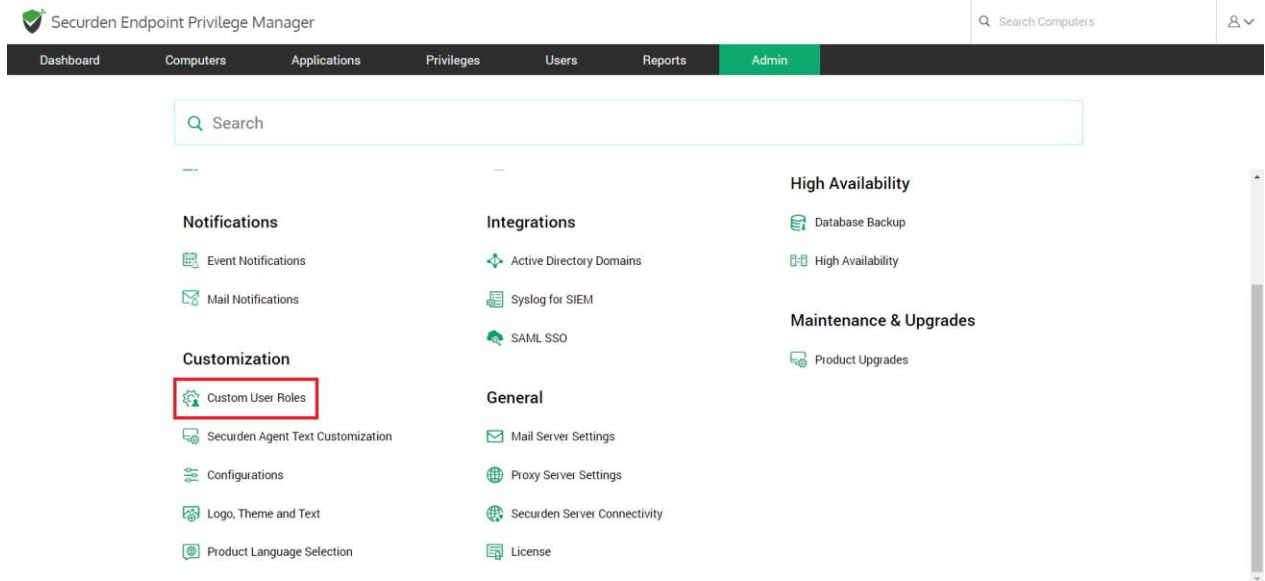 Securden Endpoint Privilege Manager
Search Computers
Dashboard Computers Applications Privileges Users Reports Admin
Search
Notifications
Event Notifications
Mail Notifications
Customization
Custom User Roles
Securden Agent Text Customization
Configurations
Logo, Theme and Text
Product Language Selection
Integrations
Active Directory Domains
Syslog for SIEM
SAML SSO
General
Mail Server Settings
Proxy Server Settings
Securden Server Connectivity
License
High Availability
Database Backup
High Availability
Maintenance & Upgrades
Product Upgrades